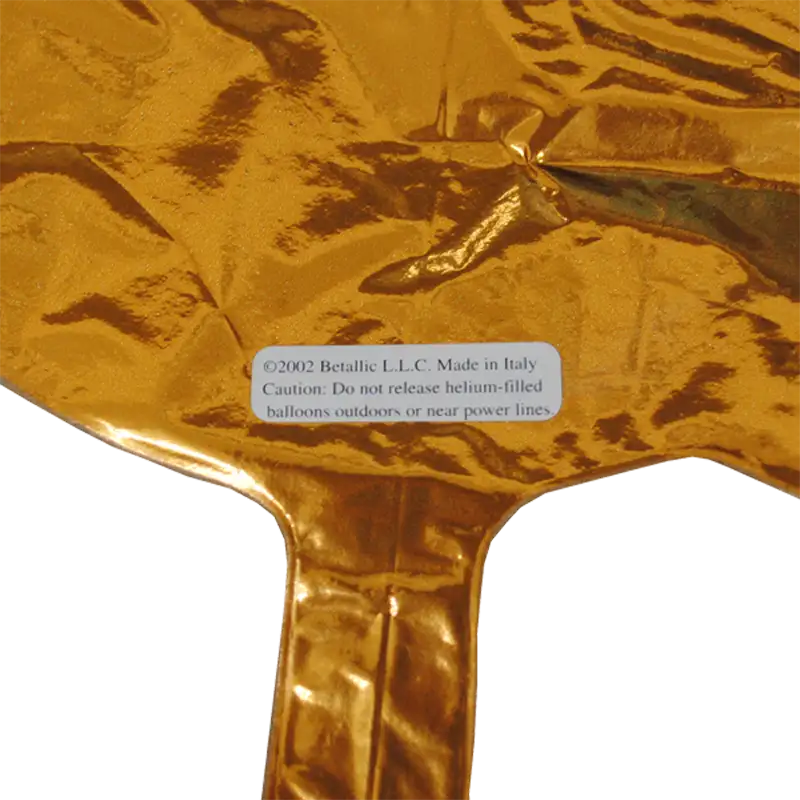 ©2002 Betallic L.L.C. Made in Italy
Caution: Do not release helium-filled
balloons outdoors or near power lines.